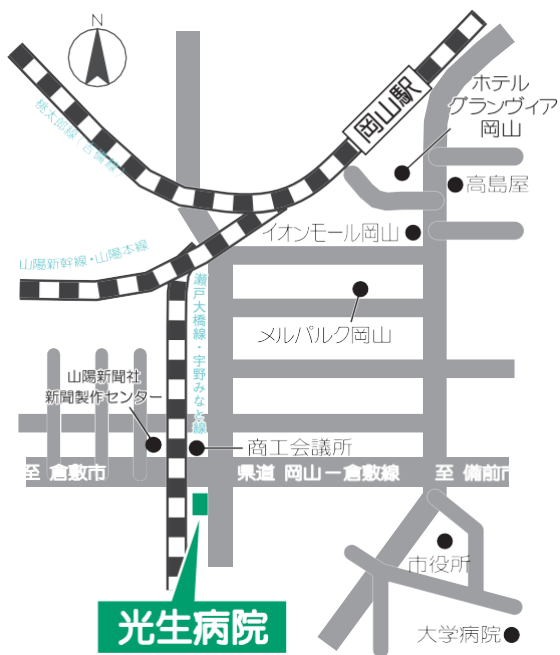 N
岡山駅
ホテル
グランヴィア
岡山
桃太郎線(吉備線)
高島屋
イオンモール岡山
山陽新幹線・山陽本線
瀬戸大橋線・宇野みなと線
メルパルク岡山
山陽新聞社
新聞製作センター
商工会議所
至 倉敷市
県道 岡山－倉敷線
至 備前市
市役所
光生病院
大学病院